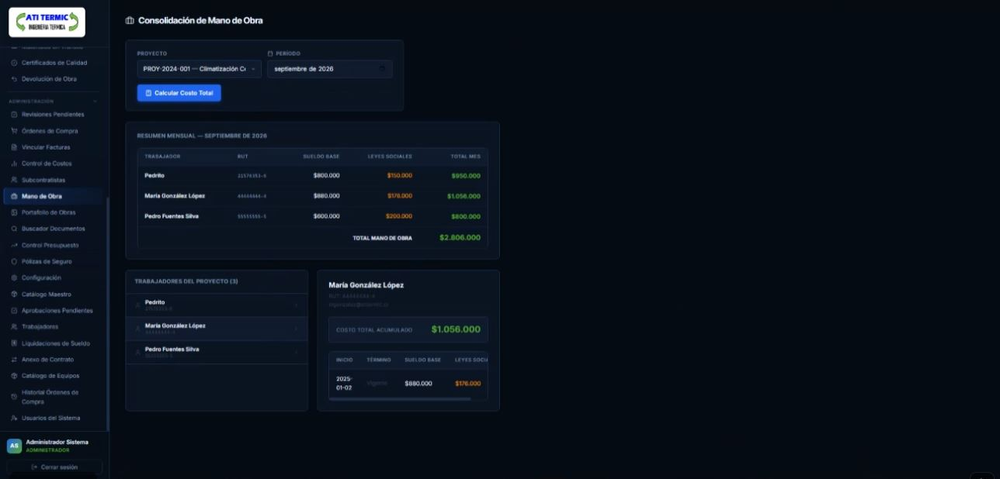 ATI TERMIC
INGENIERIA TERMICA
Certificados de Calidad
Devolución de Obra
ADMINISTRACIÓN
Revisiones Pendientes
Órdenes de Compra
Vincular Facturas
Control de Costos
Subcontratistas
Mano de Obra
Portafolio de Obras
Buscador Documentos
Control Presupuesto
Pólizas de Seguro
Configuración
Catálogo Maestro
Aprobaciones Pendientes
Trabajadores
Liquidaciones de Sueldo
Anexo de Contrato
Catálogo de Equipos
Historial Órdenes de
Compra
Usuarios del Sistema
AS Administrador Sistema
ADMINISTRADOR
Cerrar sesión
Consolidación de Mano de Obra
PROYECTO PERÍODO
PROY-2024-001 — Climatización Ce septiembre de 2026
Calcular Costo Total
RESUMEN MENSUAL — SEPTIEMBRE DE 2026
TRABAJADOR RUT SUELDO BASE LEYES SOCIALES TOTAL MES
Pedrito $800.000 $150.000 $950.000
María González López 44444444-4 $880.000 $176.000 $1.056.000
Pedro Fuentes Silva 55555555-5 $600.000 $200.000 $800.000
TOTAL MANO DE OBRA $2.806.000
TRABAJADORES DEL PROYECTO (3)
Pedrito
María González López
44444444-4
Pedro Fuentes Silva
55555555-5
María González López
RUT: 44444444-4
COSTO TOTAL ACUMULADO $1.056.000
INICIO TÉRMINO SUELDO BASE LEYES SOCI
2025-
01-02 Vigente $880.000 $176.000